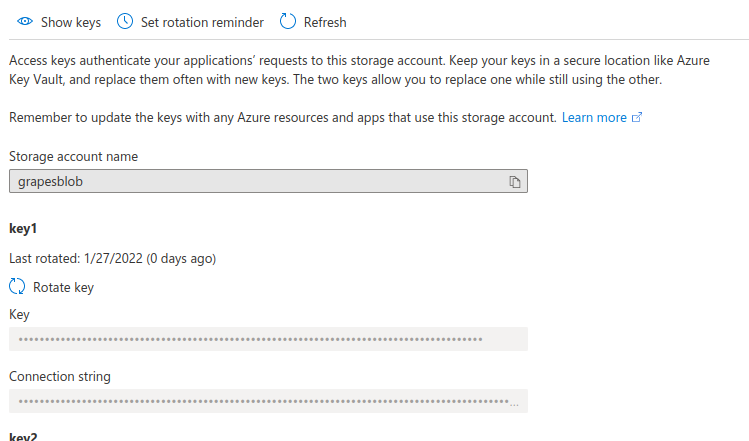 Show keys Set rotation reminder Refresh
Access keys authenticate your applications' requests to this storage account. Keep your keys in a secure location like Azure
Key Vault, and replace them often with new keys. The two keys allow you to replace one while still using the other.
Remember to update the keys with any Azure resources and apps that use this storage account. Learn more
Storage account name
grapesblob
key1
Last rotated: 1/27/2022 (0 days ago)
Rotate key
Key
Connection string
key2